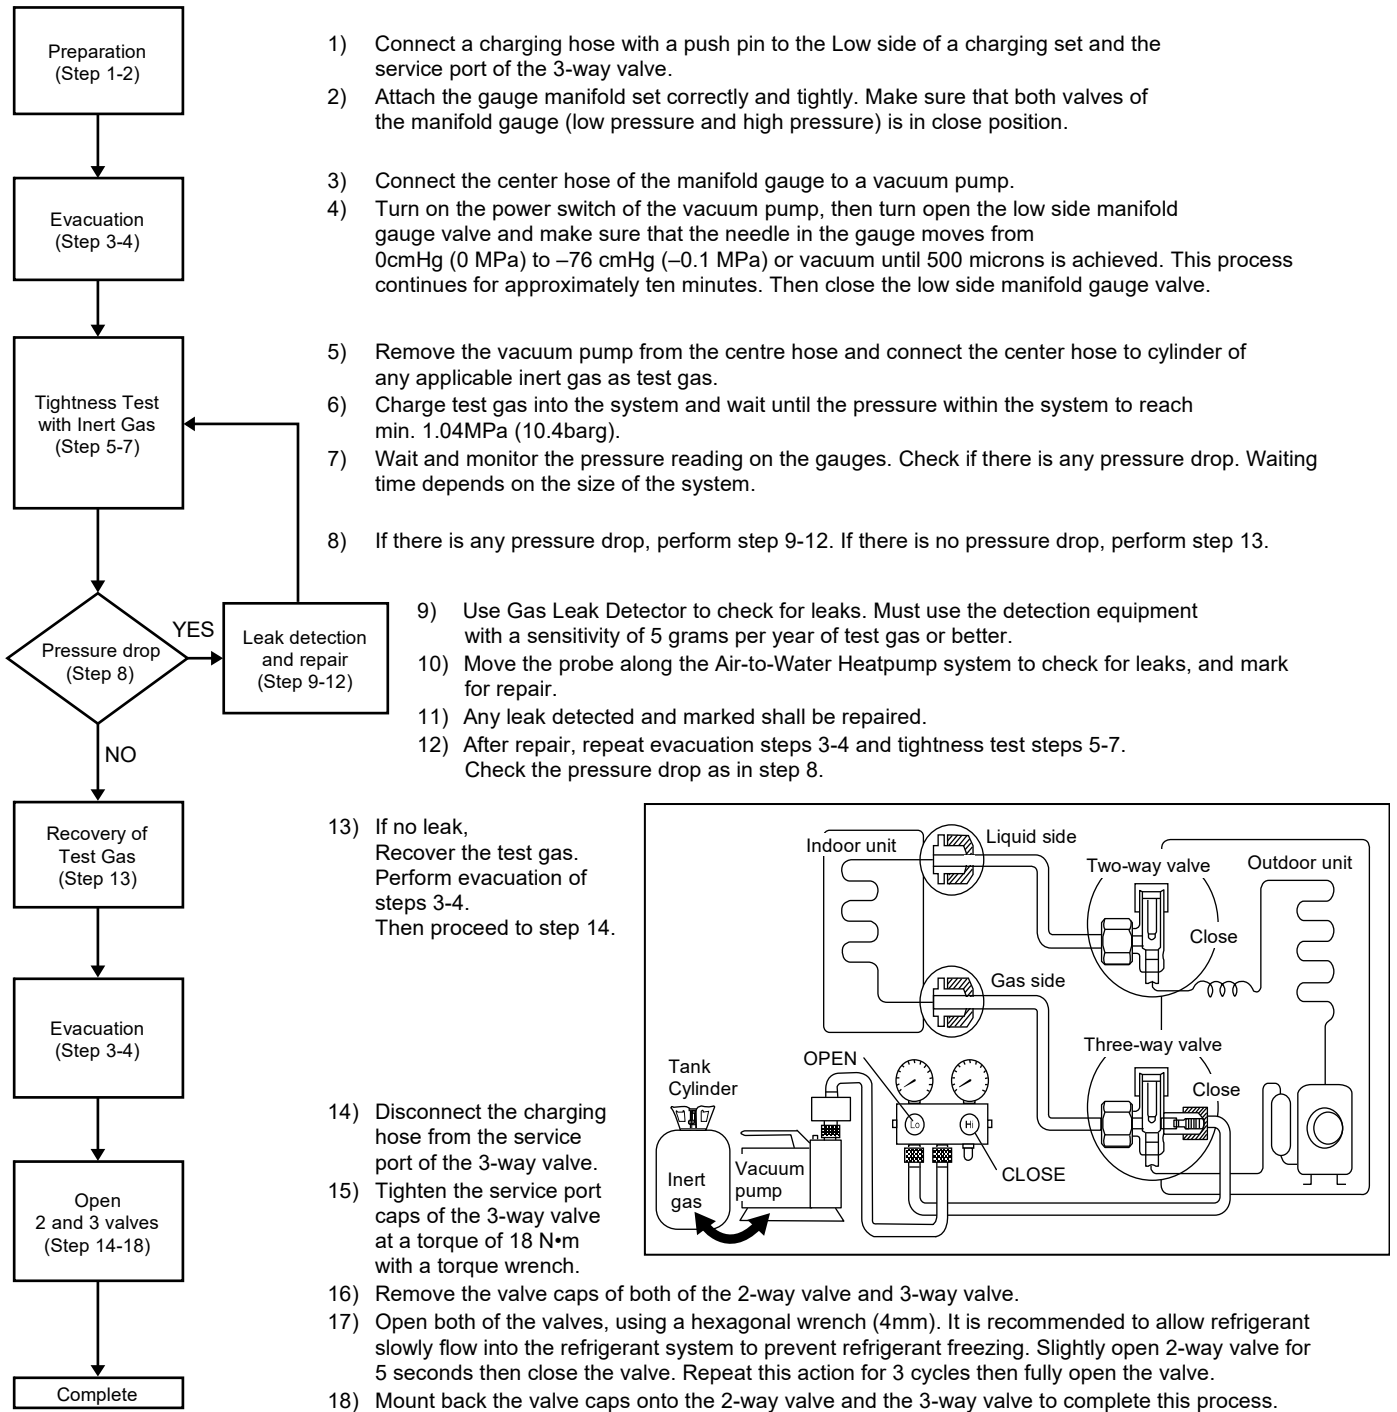 Preparation
(Step 1-2)
1) Connect a charging hose with a push pin to the Low side of a charging set and the
service port of the 3-way valve.
2) Attach the gauge manifold set correctly and tightly. Make sure that both valves of
the manifold gauge (low pressure and high pressure) is in close position.
Evacuation
(Step 3-4)
3) Connect the center hose of the manifold gauge to a vacuum pump.
4) Turn on the power switch of the vacuum pump, then turn open the low side manifold
gauge valve and make sure that the needle in the gauge moves from
0cmHg (0 MPa) to –76 cmHg (–0.1 MPa) or vacuum until 500 microns is achieved. This process
continues for approximately ten minutes. Then close the low side manifold gauge valve.
Tightness Test
with Inert Gas
(Step 5-7)
5) Remove the vacuum pump from the centre hose and connect the center hose to cylinder of
any applicable inert gas as test gas.
6) Charge test gas into the system and wait until the pressure within the system to reach
min. 1.04MPa (10.4barg).
7) Wait and monitor the pressure reading on the gauges. Check if there is any pressure drop. Waiting
time depends on the size of the system.
8) If there is any pressure drop, perform step 9-12. If there is no pressure drop, perform step 13.
Pressure drop
(Step 8)
YES
Leak detection
and repair
(Step 9-12)
9) Use Gas Leak Detector to check for leaks. Must use the detection equipment
with a sensitivity of 5 grams per year of test gas or better.
10) Move the probe along the Air-to-Water Heatpump system to check for leaks, and mark
for repair.
11) Any leak detected and marked shall be repaired.
12) After repair, repeat evacuation steps 3-4 and tightness test steps 5-7.
Check the pressure drop as in step 8.
NO
Recovery of
Test Gas
(Step 13)
13) If no leak,
Recover the test gas.
Perform evacuation of
steps 3-4.
Then proceed to step 14.
Evacuation
(Step 3-4)
Indoor unit
Liquid side
Two-way valve
Outdoor unit
Close
Gas side
Three-way valve
Close
OPEN
Tank
Cylinder
Lo
Hi
CLOSE
Inert
gas
Vacuum
pump
Open
2 and 3 valves
(Step 14-18)
14) Disconnect the charging
hose from the service
port of the 3-way valve.
15) Tighten the service port
caps of the 3-way valve
at a torque of 18 N•m
with a torque wrench.
16) Remove the valve caps of both of the 2-way valve and 3-way valve.
17) Open both of the valves, using a hexagonal wrench (4mm). It is recommended to allow refrigerant
slowly flow into the refrigerant system to prevent refrigerant freezing. Slightly open 2-way valve for
5 seconds then close the valve. Repeat this action for 3 cycles then fully open the valve.
Complete
18) Mount back the valve caps onto the 2-way valve and the 3-way valve to complete this process.